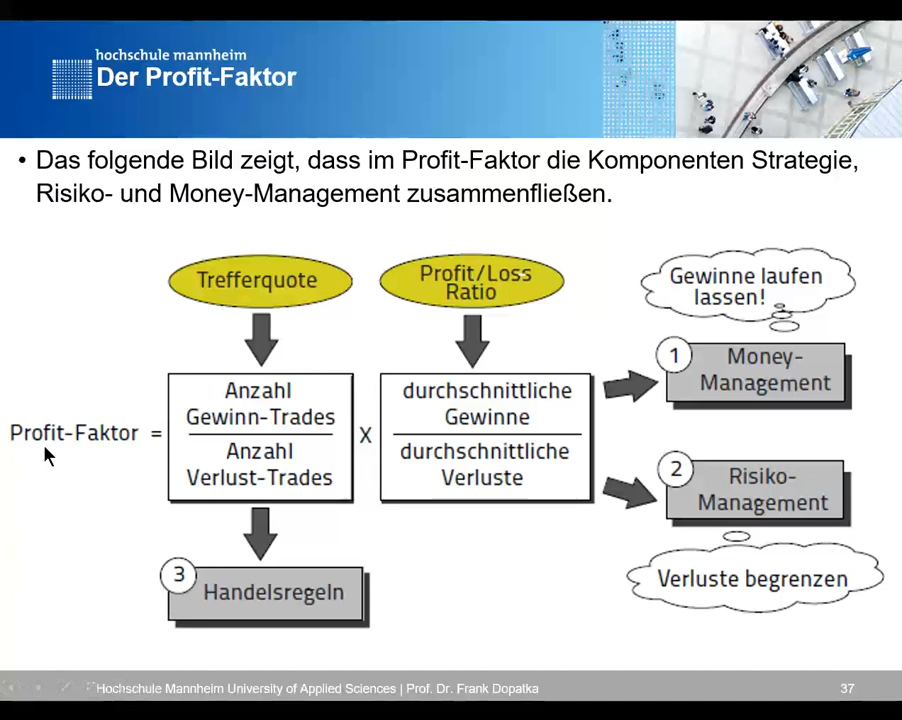 hochschule mannheim
Der Profit-Faktor
• Das folgende Bild zeigt, dass im Profit-Faktor die Komponenten Strategie,
Risiko- und Money-Management zusammenfließen.
Trefferquote
Profit/Loss
Ratio
Gewinne laufen
lassen!
1
Money-
Management
Profit-Faktor =
Anzahl
Gewinn-Trades
Anzahl
Verlust-Trades
X
durchschnittliche
Gewinne
durchschnittliche
Verluste
2
Risiko-
Management
Verluste begrenzen
3
Handelsregeln
Hochschule Mannheim University of Applied Sciences | Prof. Dr. Frank Dopatka
37